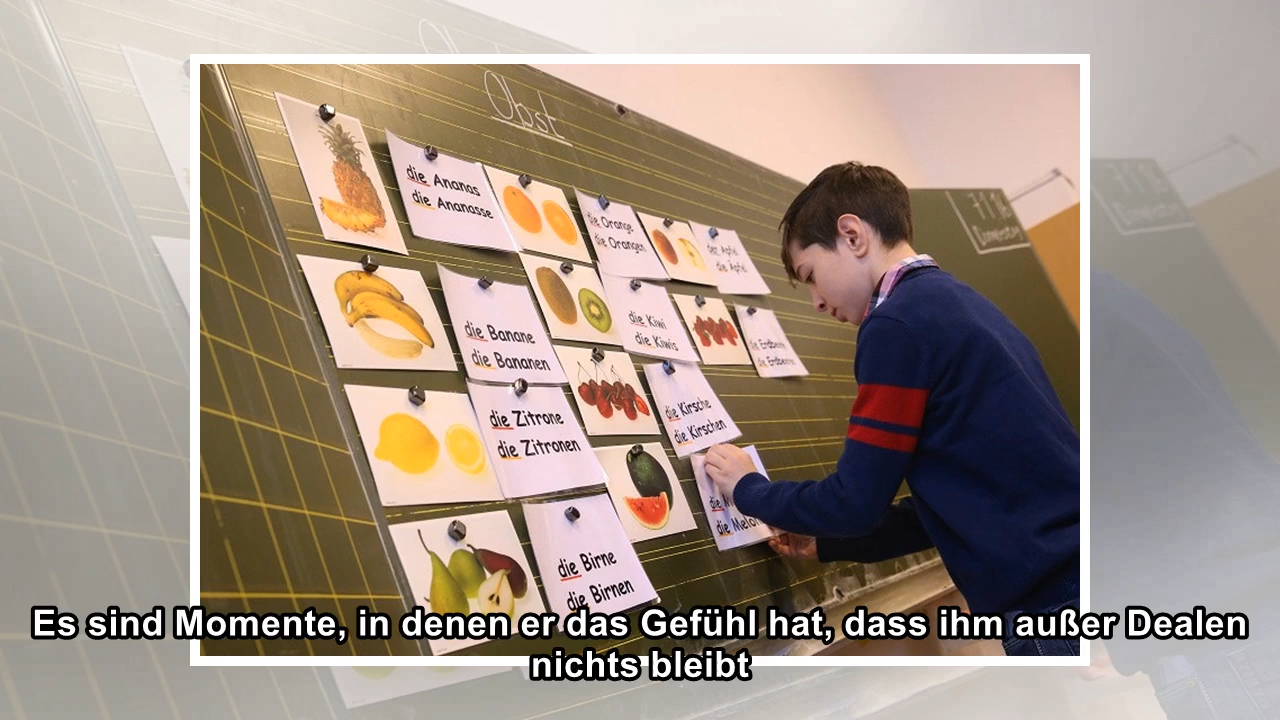 Obst
die Ananas
die Ananasse
die Orange
die Orangen
der Apfel
die Äpfel
die Banane
die Bananen
die Kiwi
die Kiwis
die Erdbeere
die Erdbeeren
die Zitrone
die Zitronen
die Kirsche
die Kirschen
die
die
die Birne
die Birnen
Donnerstag
Es sind Momente, in denen er das Gefühl hat, dass ihm außer Dealen
nichts bleibt